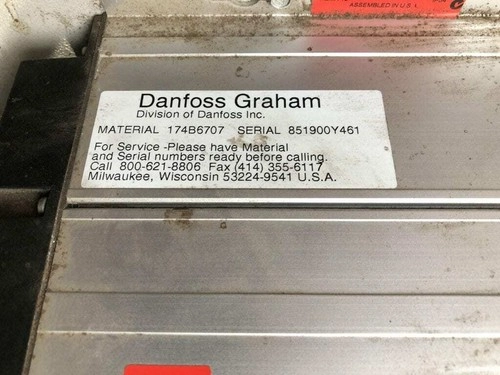 ASSEMBLED IN U.S.A.
Danfoss Graham
Division of Danfoss Inc.
MATERIAL 174B6707 SERIAL 851900Y461
For Service -Please have Material
and Serial numbers ready before calling.
Call 800-621-8806 Fax (414) 355-6117
Milwaukee, Wisconsin 53224-9541 U.S.A.